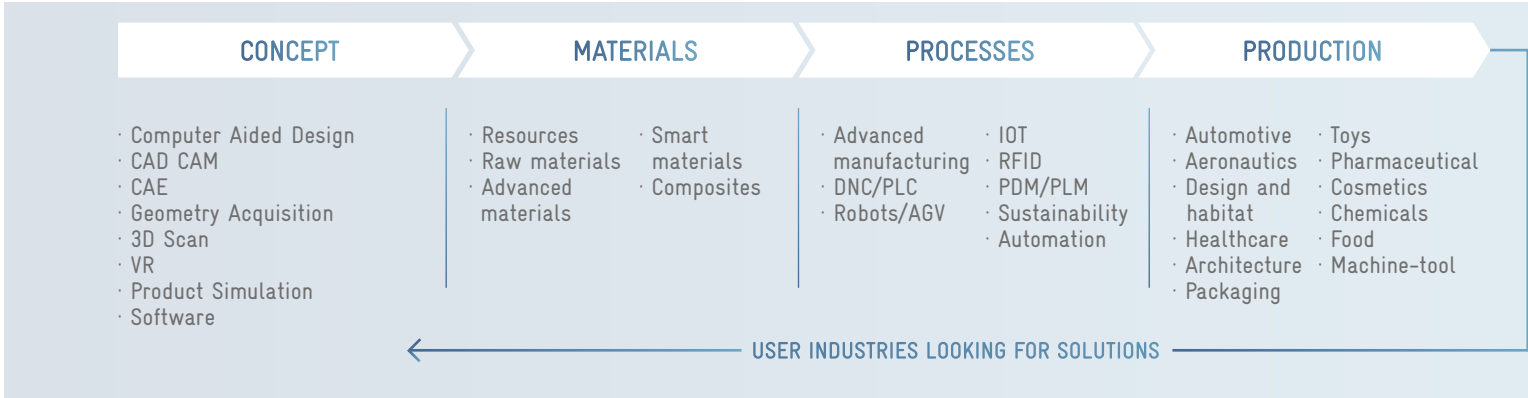 CONCEPT
MATERIALS
PROCESSES
PRODUCTION
· Computer Aided Design
· CAD CAM
· CAE
· Geometry Acquisition
· 3D Scan
· VR
· Product Simulation
· Software
· Resources
· Raw materials
· Advanced
materials
· Smart
materials
· Composites
· Advanced
manufacturing
· DNC/PLC
· Robots/AGV
· IOT
· RFID
· PDM/PLM
· Sustainability
· Automation
· Automotive
· Aeronautics
· Design and
habitat
· Healthcare
· Architecture
· Packaging
· Toys
· Pharmaceutical
· Cosmetics
· Chemicals
· Food
· Machine-tool
USER INDUSTRIES LOOKING FOR SOLUTIONS